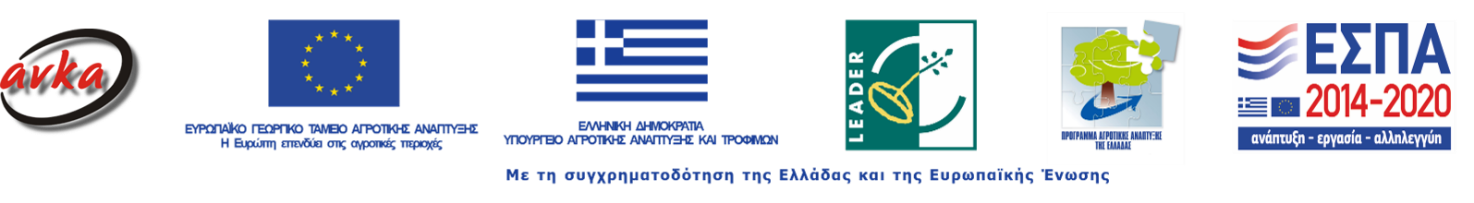 avka
ΕΥΡΩΠΑΪΚΟ ΓΕΩΡΓΙΚΟ ΤΑΜΕΙΟ ΑΓΡΟΤΙΚΗΣ ΑΝΑΠΤΥΞΗΣ
Η Ευρώπη επενδύει στις αγροτικές περιοχές
ΕΛΛΗΝΙΚΗ ΔΗΜΟΚΡΑΤΙΑ
ΥΠΟΥΡΓΕΙΟ ΑΓΡΟΤΙΚΗΣ ΑΝΑΠΤΥΞΗΣ ΚΑΙ ΤΡΟΦΙΜΩΝ
LEADER
ΠΡΟΓΡΑΜΜΑ ΑΓΡΟΤΙΚΗΣ ΑΝΑΠΤΥΞΗΣ
ΤΗΣ ΕΛΛΑΔΑΣ
ΕΣΠΑ
2014-2020
ανάπτυξη - εργασία - αλληλεγγύη
Με τη συγχρηματοδότηση της Ελλάδας και της Ευρωπαϊκής Ένωσης